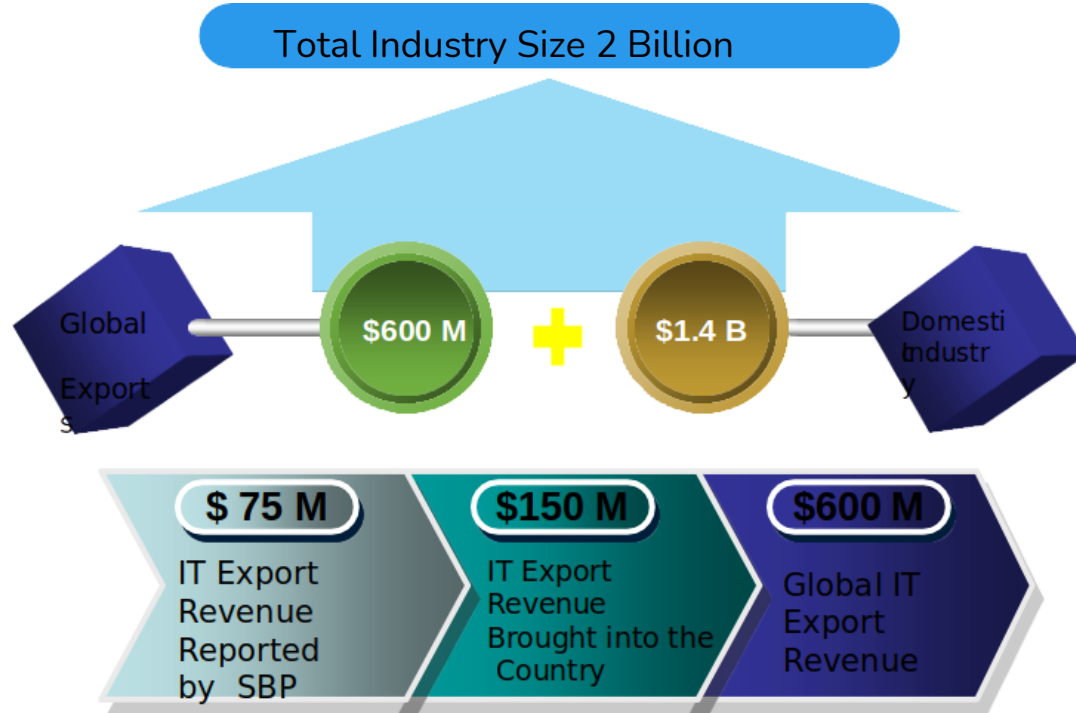 Total Industry Size 2 Billion
Global
Exports
$600 M
$1.4 B
Domesti
c
Industr
y
$ 75 M
IT Export
Revenue
Reported
by SBP
$150 M
IT Export
Revenue
Brought into the
Country
$600 M
Global IT
Export
Revenue